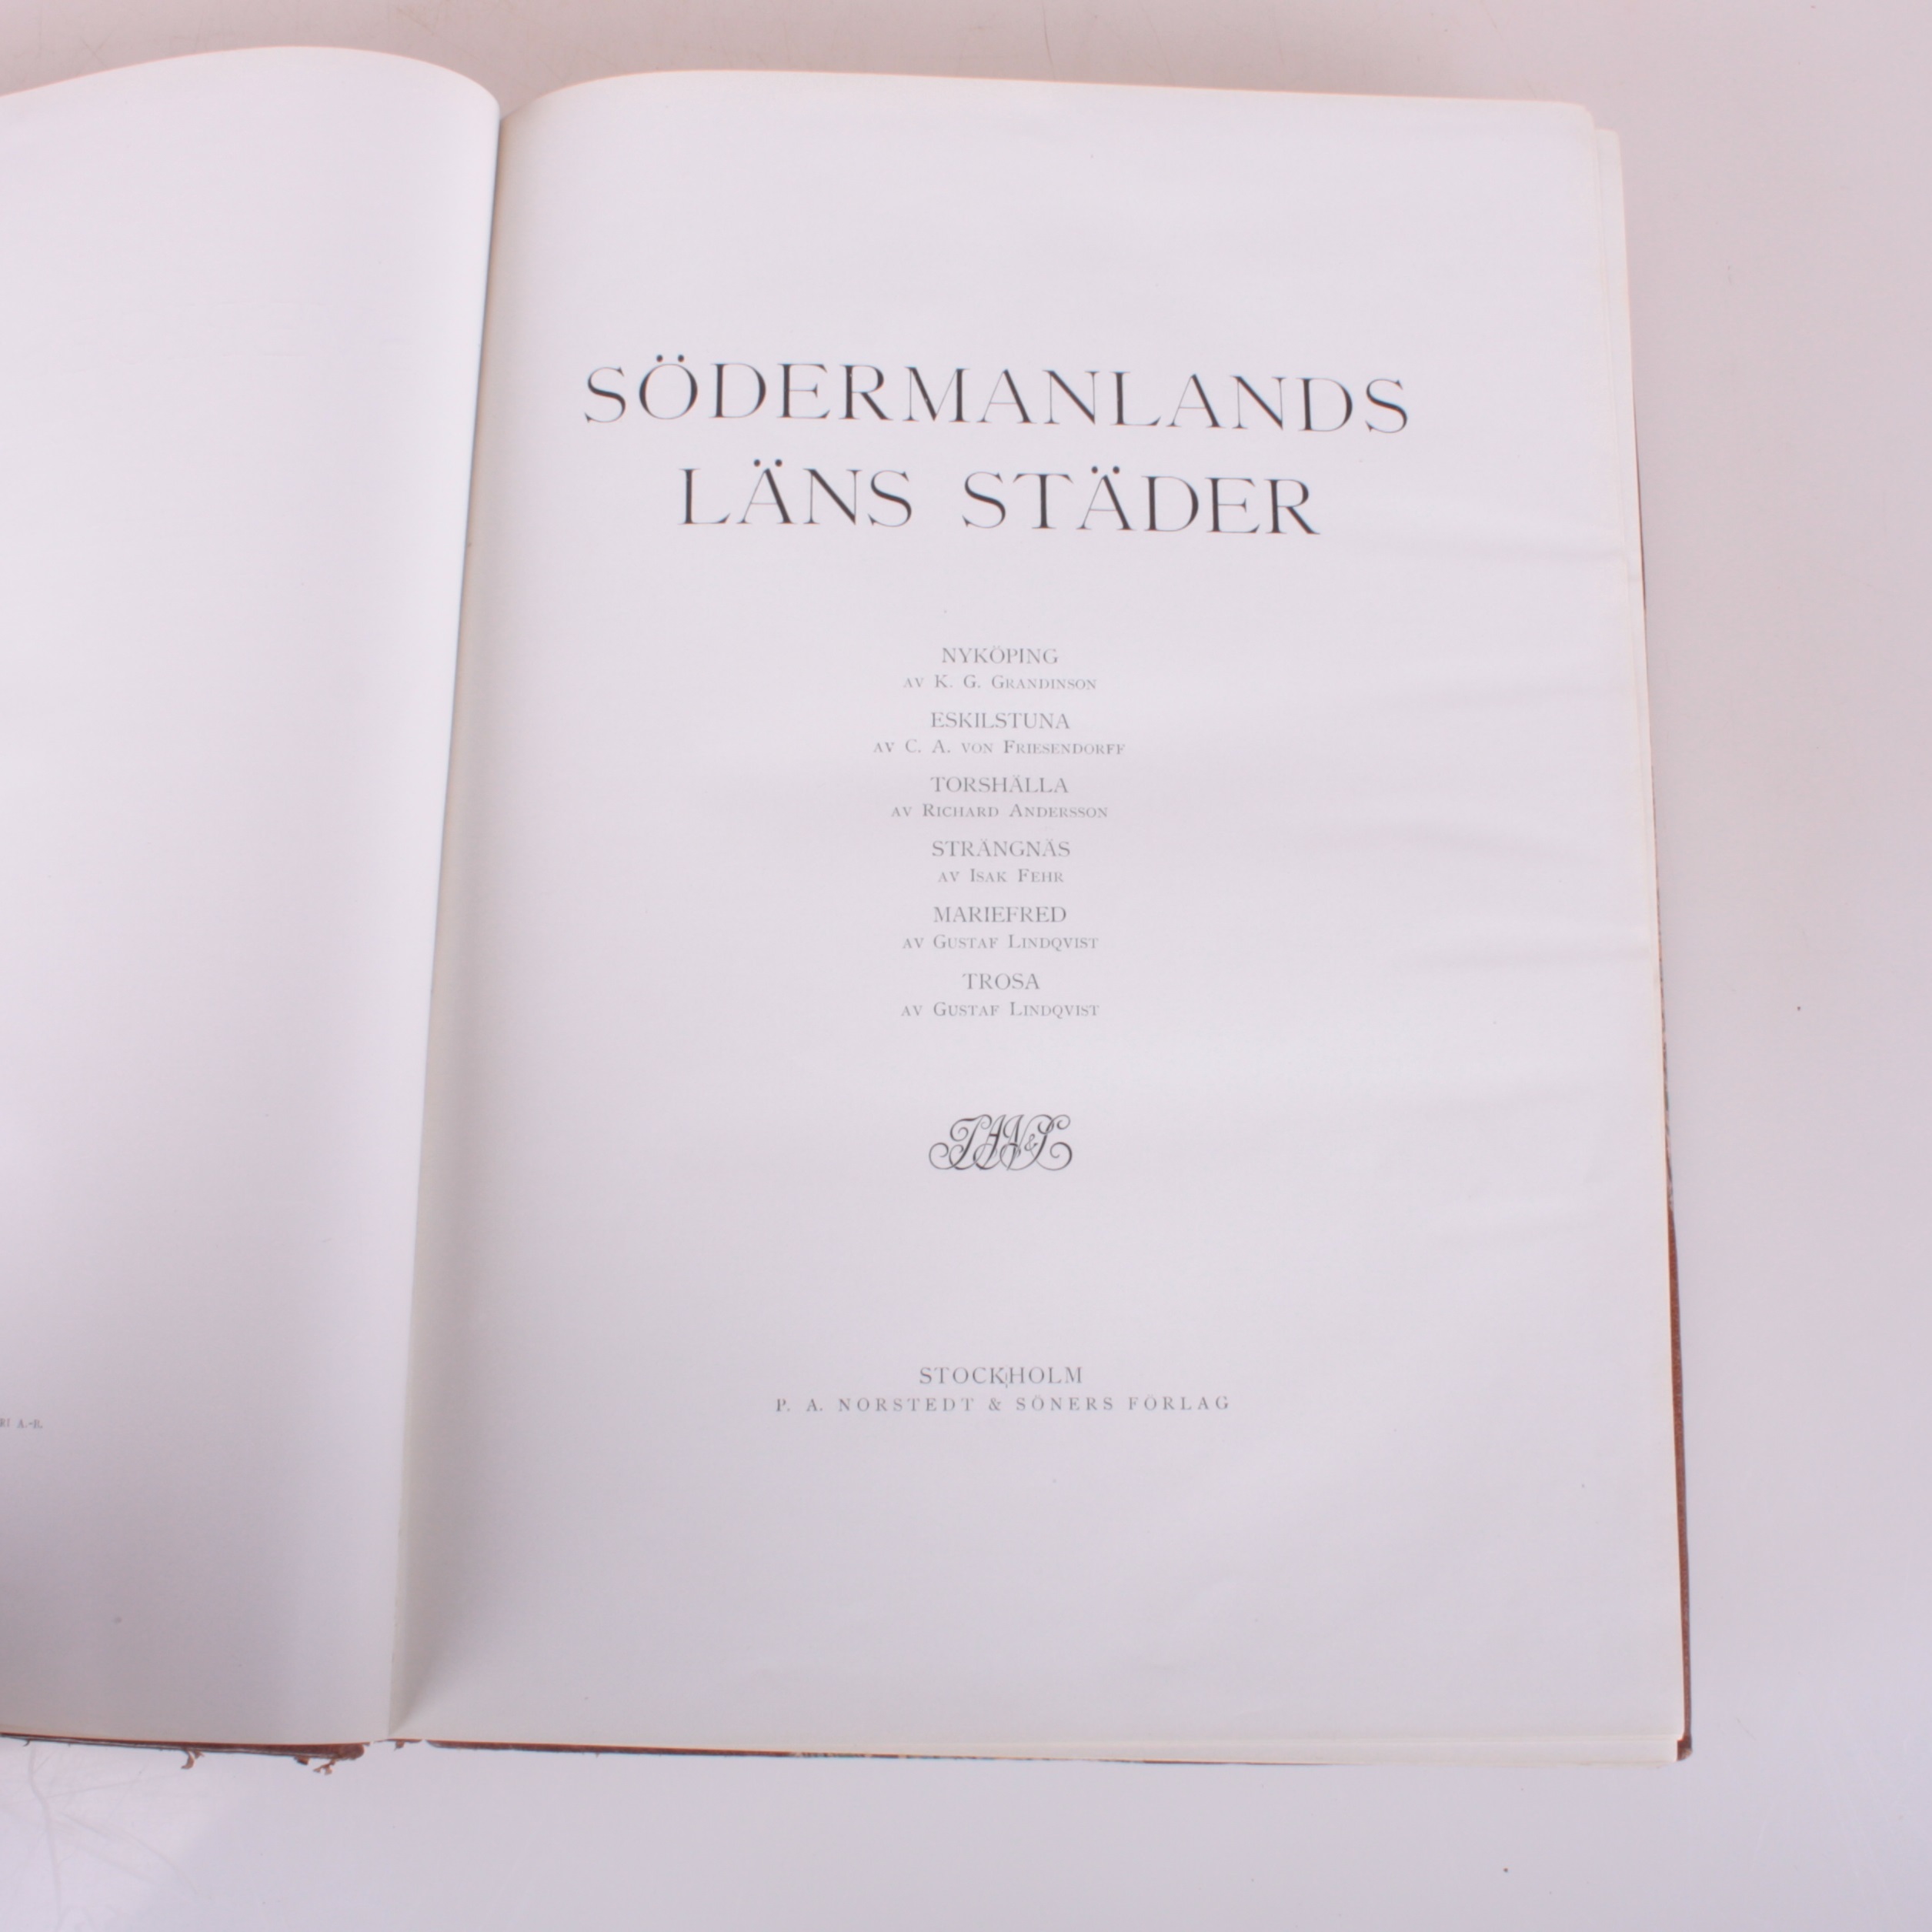 SÖDERMANLANDS
LÄNS STÄDER
NYKÖPING
AV K. G. GRANDINSON
ESKILSTUNA
AV C. A. VON FRIESENDORFF
TORSHÄLLA
AV RICHARD ANDERSSON
STRÄNGNÄS
AV ISAK FEHR
MARIEFRED
AV GUSTAF LINDQVIST
TROSA
AV GUSTAF LINDQVIST
P A N & S
STOCKHOLM
P. A. NORSTEDT & SÖNERS FÖRLAG